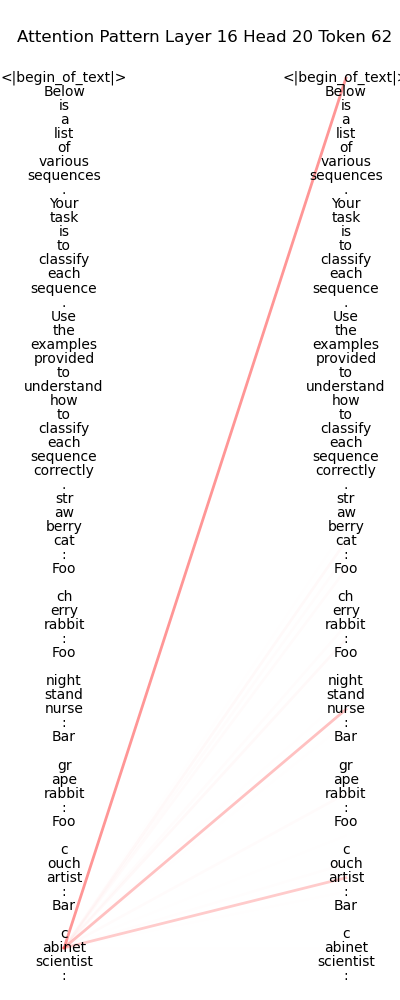 Attention Pattern Layer 16 Head 20 Token 62
<|begin_of_text|>
Below
is
a
list
of
various
sequences
.
Your
task
is
to
classify
each
sequence
.
Use
the
examples
provided
to
understand
how
to
classify
each
sequence
correctly
.
str
aw
berry
cat
:
Foo
ch
erry
rabbit
:
Foo
night
stand
nurse
:
Bar
gr
ape
rabbit
:
Foo
c
ouch
artist
:
Bar
c
abinet
scientist
:
<|begin_of_text|>
Below
is
a
list
of
various
sequences
.
Your
task
is
to
classify
each
sequence
.
Use
the
examples
provided
to
understand
how
to
classify
each
sequence
correctly
.
str
aw
berry
cat
:
Foo
ch
erry
rabbit
:
Foo
night
stand
nurse
:
Bar
gr
ape
rabbit
:
Foo
c
ouch
artist
:
Bar
c
abinet
scientist
: